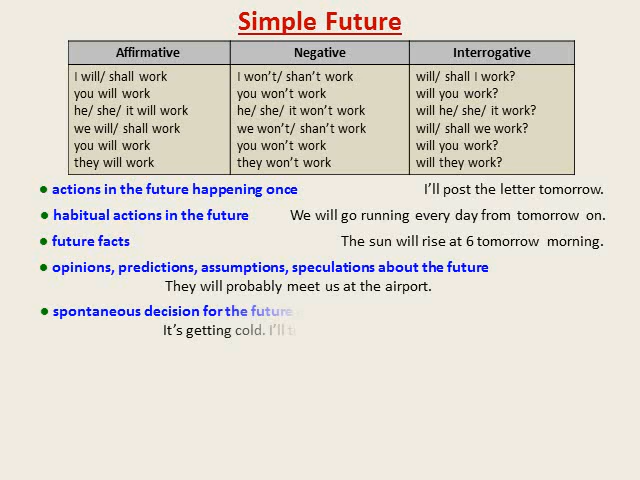 Simple Future
Affirmative Negative Interrogative
I will/ shall work I won't/ shan't work will/ shall I work?
you will work you won't work will you work?
he/ she/ it will work he/ she/ it won't work will he/ she/ it work?
we will/ shall work we won't/ shan't work will/ shall we work?
you will work you won't work will you work?
they will work they won't work will they work?
● actions in the future happening once I'll post the letter tomorrow.
● habitual actions in the future We will go running every day from tomorrow on.
● future facts The sun will rise at 6 tomorrow morning.
● opinions, predictions, assumptions, speculations about the future
They will probably meet us at the airport.
● spontaneous decision for the future
It's getting cold. I'll